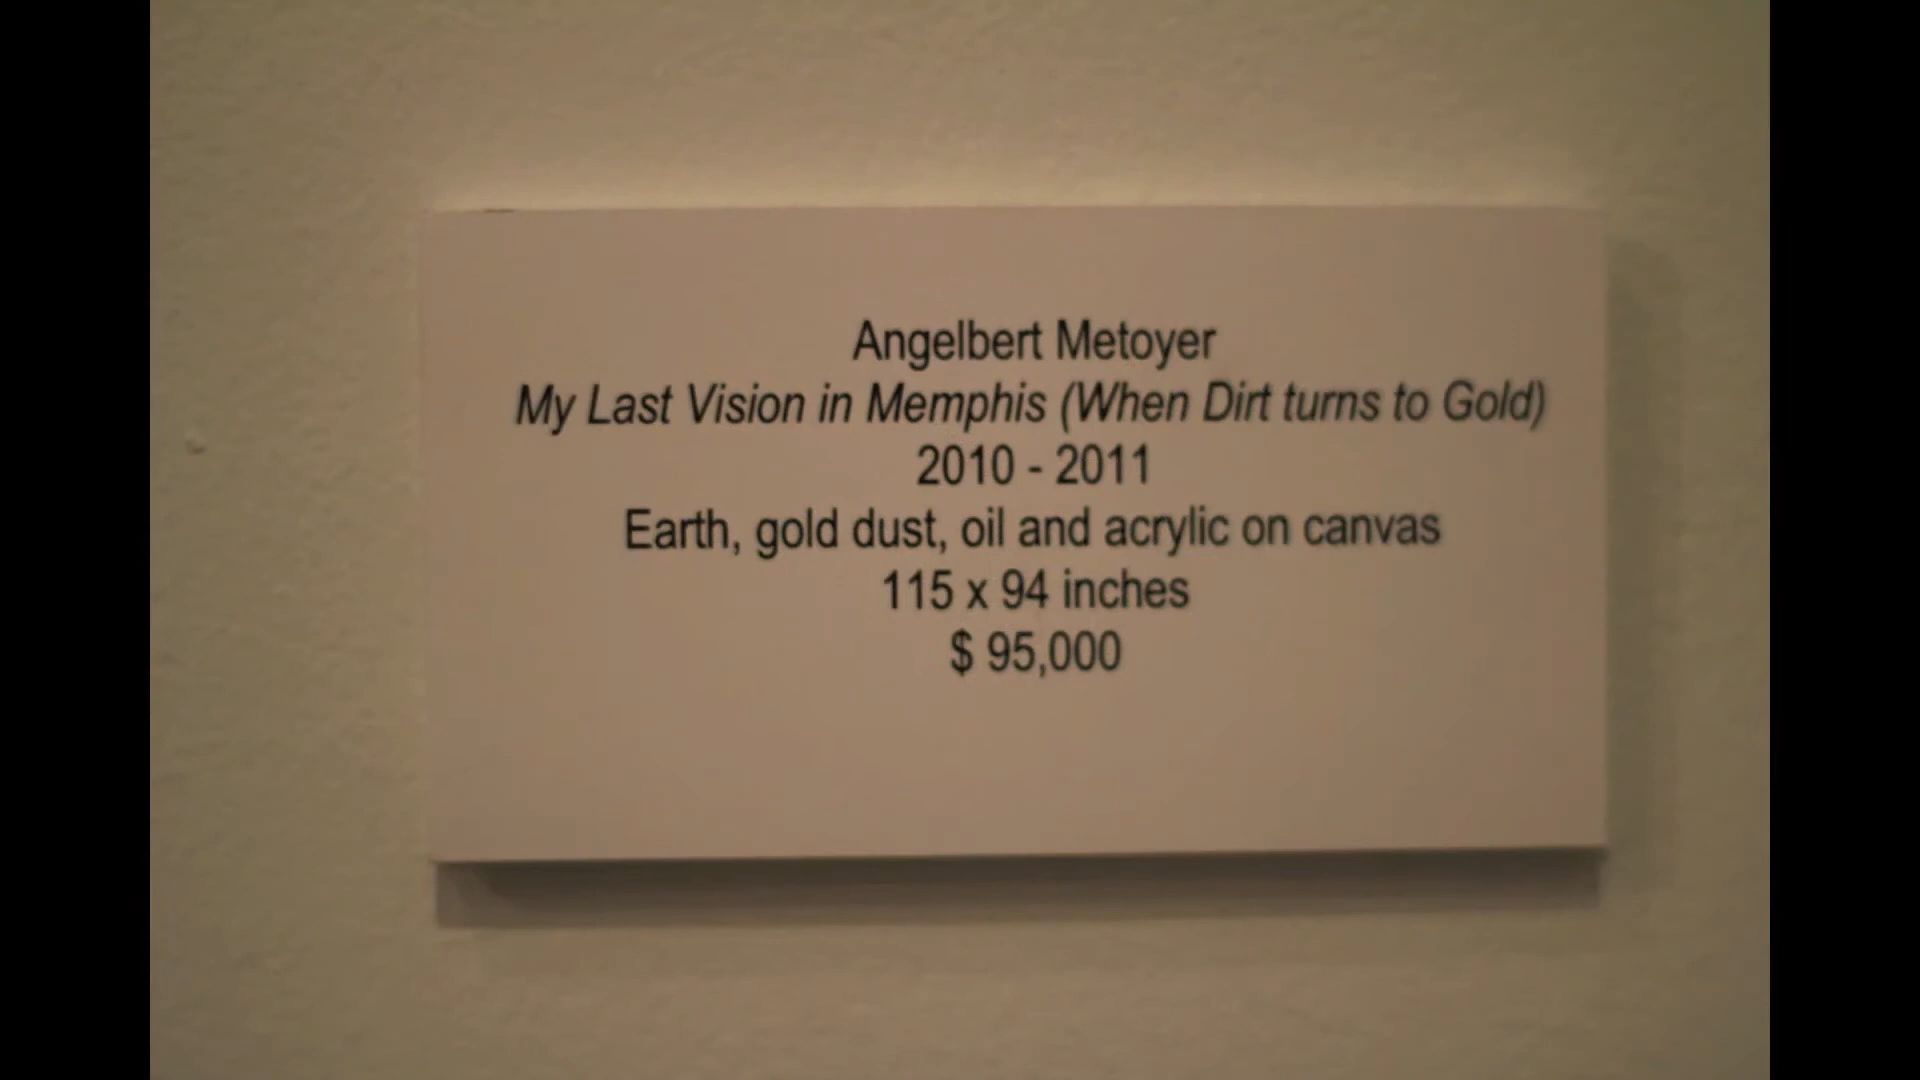 Angelbert Metoyer
My Last Vision in Memphis (When Dirt turns to Gold)
2010 - 2011
Earth, gold dust, oil and acrylic on canvas
115 x 94 inches
$ 95,000